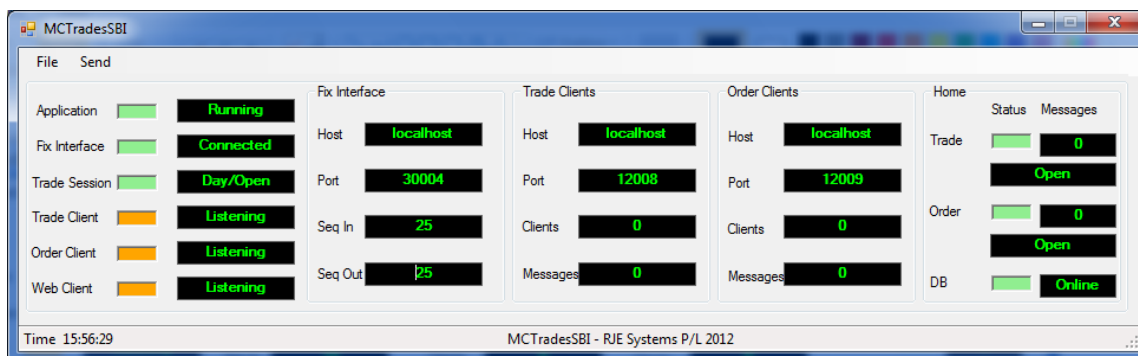 MCTradesSBI
File Send
Application Running
Fix Interface Connected
Trade Session Day/Open
Trade Client Listening
Order Client Listening
Web Client Listening
Fix Interface
Host localhost
Port 30004
Seq In 25
Seq Out 25
Trade Clients
Host localhost
Port 12008
Clients 0
Messages 0
Order Clients
Host localhost
Port 12009
Clients 0
Messages 0
Home
Status Messages
Trade 0
Open
Order 0
Open
DB Online
Time 15:56:29 MCTradesSBI - RJE Systems P/L 2012